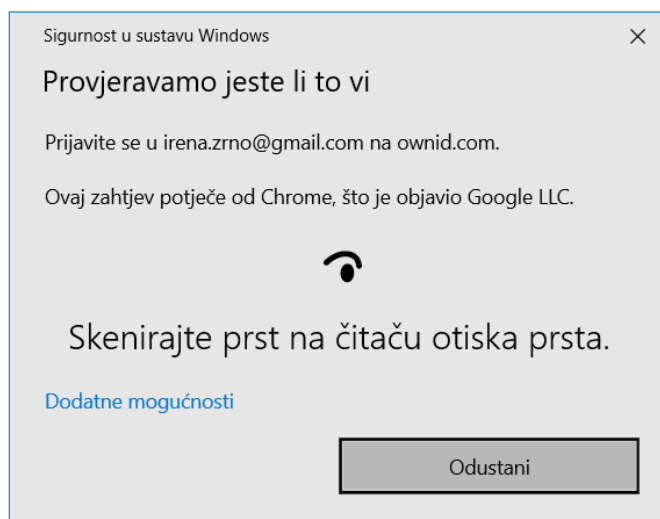 Sigurnost u sustavu Windows
Provjeravamo jeste li to vi
Prijavite se u irena.zrno@gmail.com na ownid.com.
Ovaj zahtjev potječe od Chrome, što je objavio Google LLC.
Skenirajte prst na čitaču otiska prsta.
Dodatne mogućnosti
Odustani